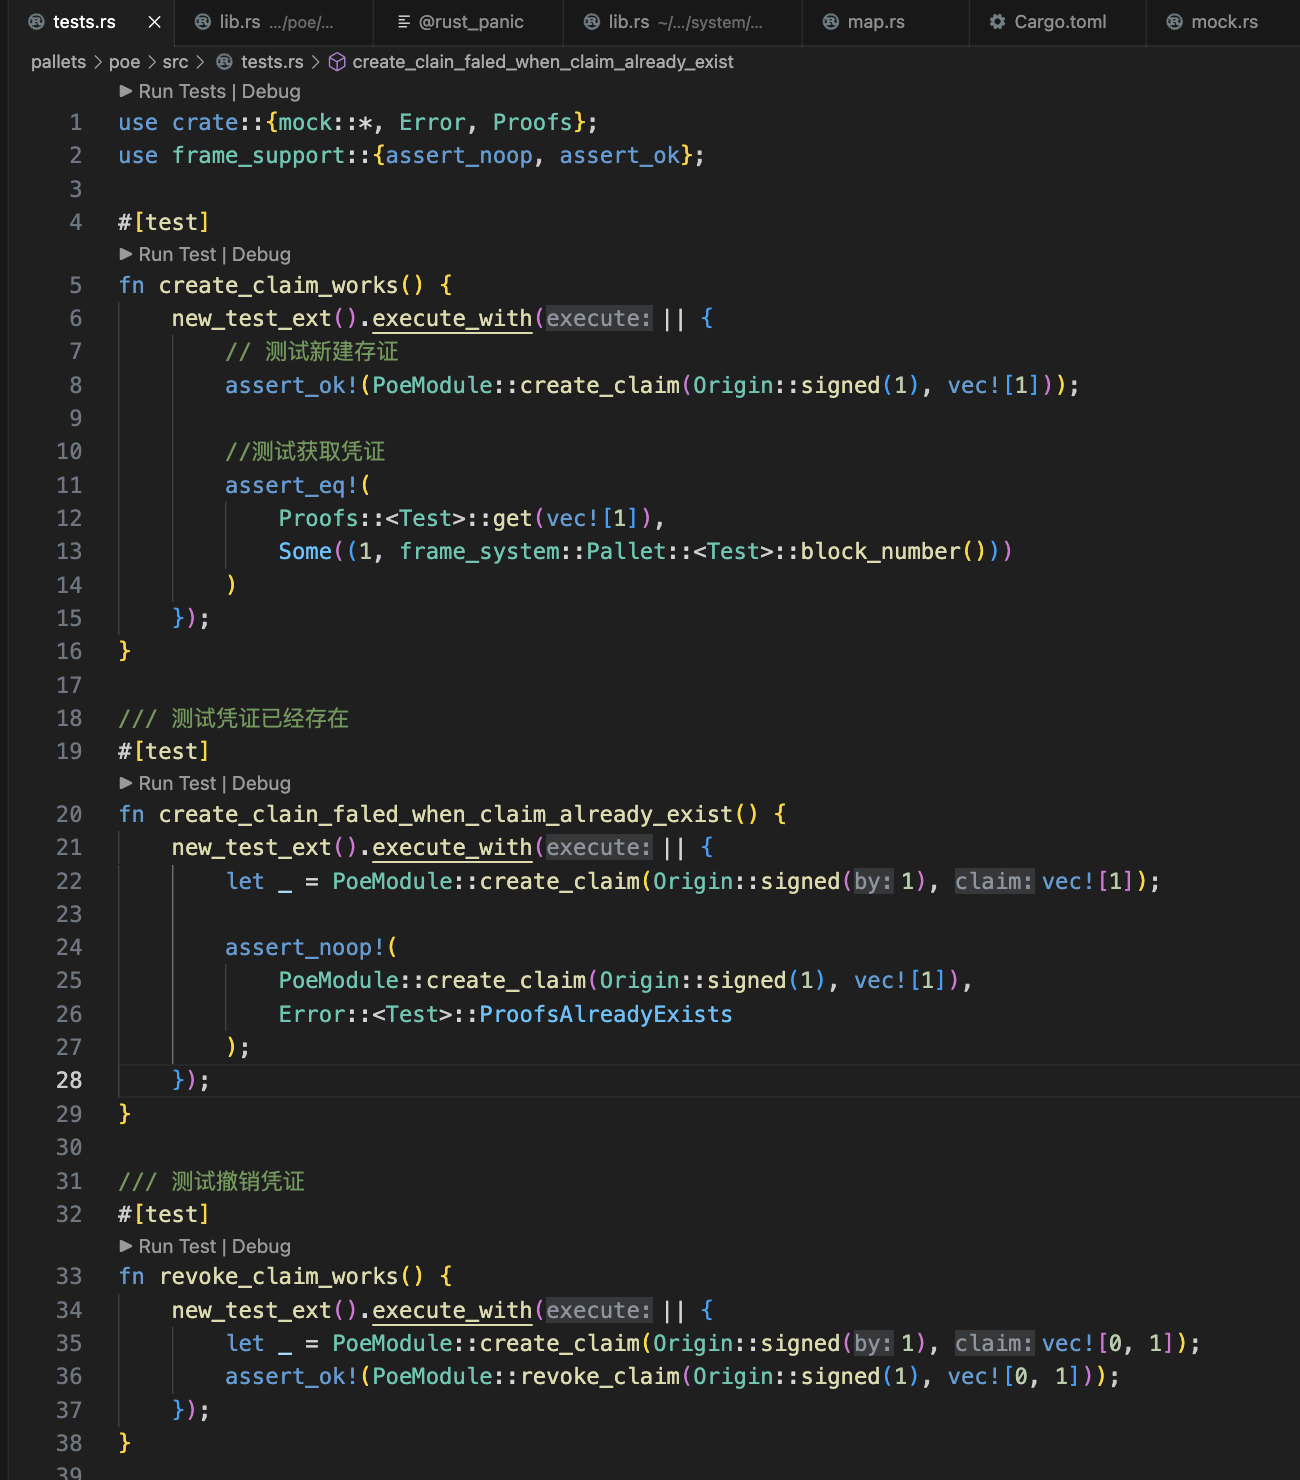 tests.rs
lib.rs .../poe/...
@rust_panic
lib.rs ~/.../system/...
map.rs
Cargo.toml
mock.rs
pallets > poe > src > tests.rs > create_clain_faled_when_claim_already_exist
Run Tests | Debug
1 use crate::{mock::*, Error, Proofs};
2 use frame_support::{assert_noop, assert_ok};
3
4 #[test]
Run Test | Debug
5 fn create_claim_works() {
6 new_test_ext().execute_with(execute: || {
7 // 测试新建存证
8 assert_ok!(PoeModule::create_claim(Origin::signed(1), vec![1]));
9
10 //测试获取凭证
11 assert_eq!(
12 Proofs::<Test>::get(vec![1]),
13 Some((1, frame_system::Pallet::<Test>::block_number()))
14 )
15 });
16 }
17
18 /// 测试凭证已经存在
19 #[test]
Run Test | Debug
20 fn create_clain_faled_when_claim_already_exist() {
21 new_test_ext().execute_with(execute: || {
22 let _ = PoeModule::create_claim(Origin::signed(by: 1), claim: vec![1]);
23
24 assert_noop!(
25 PoeModule::create_claim(Origin::signed(1), vec![1]),
26 Error::<Test>::ProofsAlreadyExists
27 );
28 });
29 }
30
31 /// 测试撤销凭证
32 #[test]
Run Test | Debug
33 fn revoke_claim_works() {
34 new_test_ext().execute_with(execute: || {
35 let _ = PoeModule::create_claim(Origin::signed(by: 1), claim: vec![0, 1]);
36 assert_ok!(PoeModule::revoke_claim(Origin::signed(1), vec![0, 1]));
37 });
38 }
39